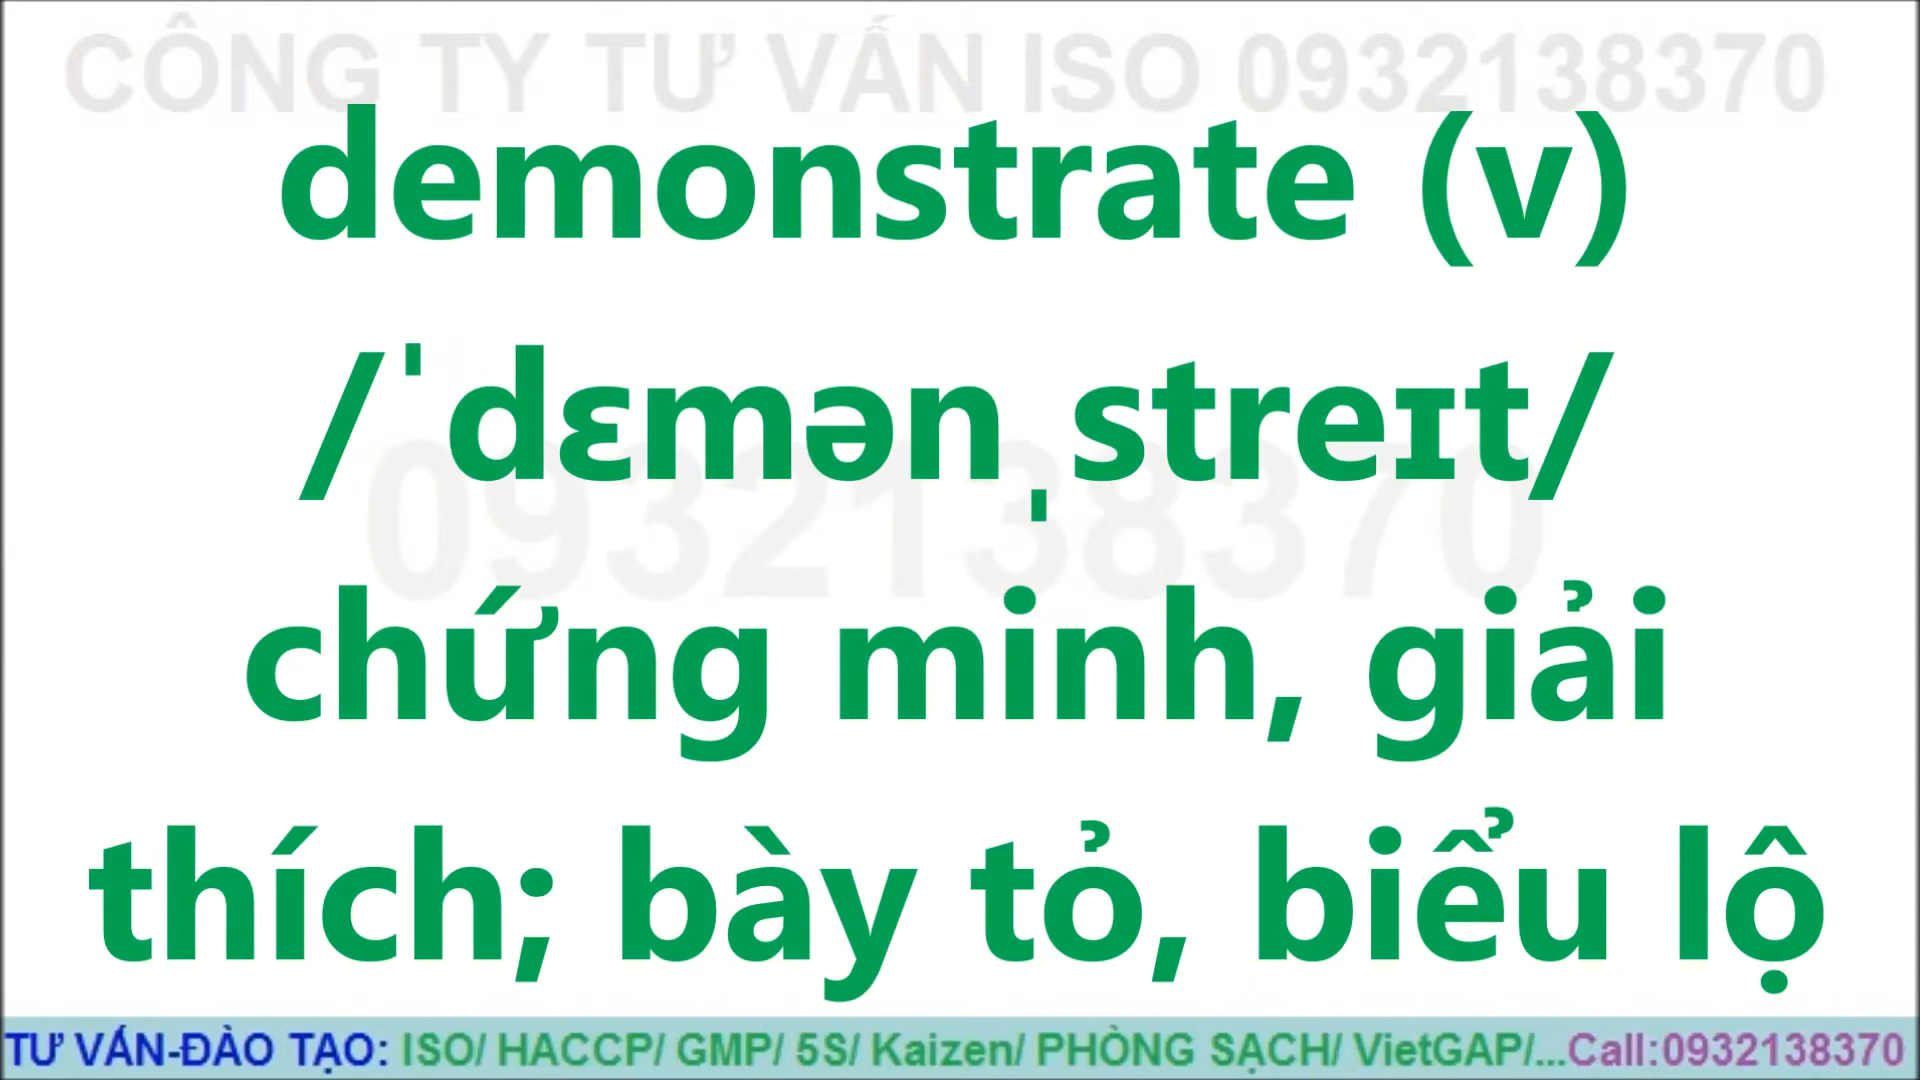 CÔNG TY TƯ VẤN ISO 0932138370
demonstrate (v)
/ˈdɛmənˌstreɪt/
0932138370
chứng minh, giải
thích; bày tỏ, biểu lộ
TƯ VẤN-ĐÀO TẠO: ISO/ HACCP/ GMP/ 5S/ Kaizen/ PHÒNG SẠCH/ VietGAP/...Call:0932138370